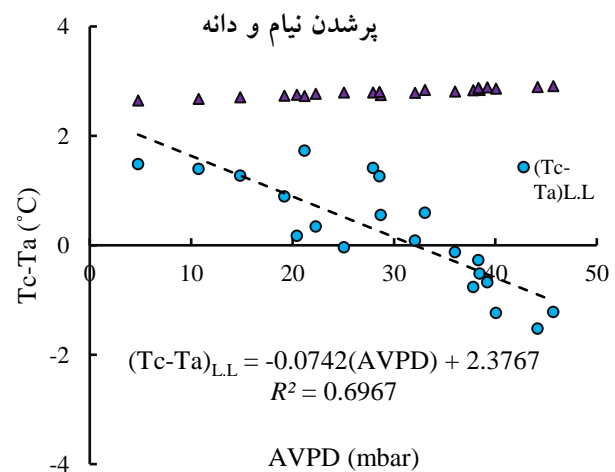 پرشدن نیام و دانه
4
2
0
-2
-4
0
10
20
30
40
50
Tc-Ta (˚C)
(Tc-
Ta)L.L
(Tc-Ta)L.L = -0.0742(AVPD) + 2.3767
R² = 0.6967
AVPD (mbar)